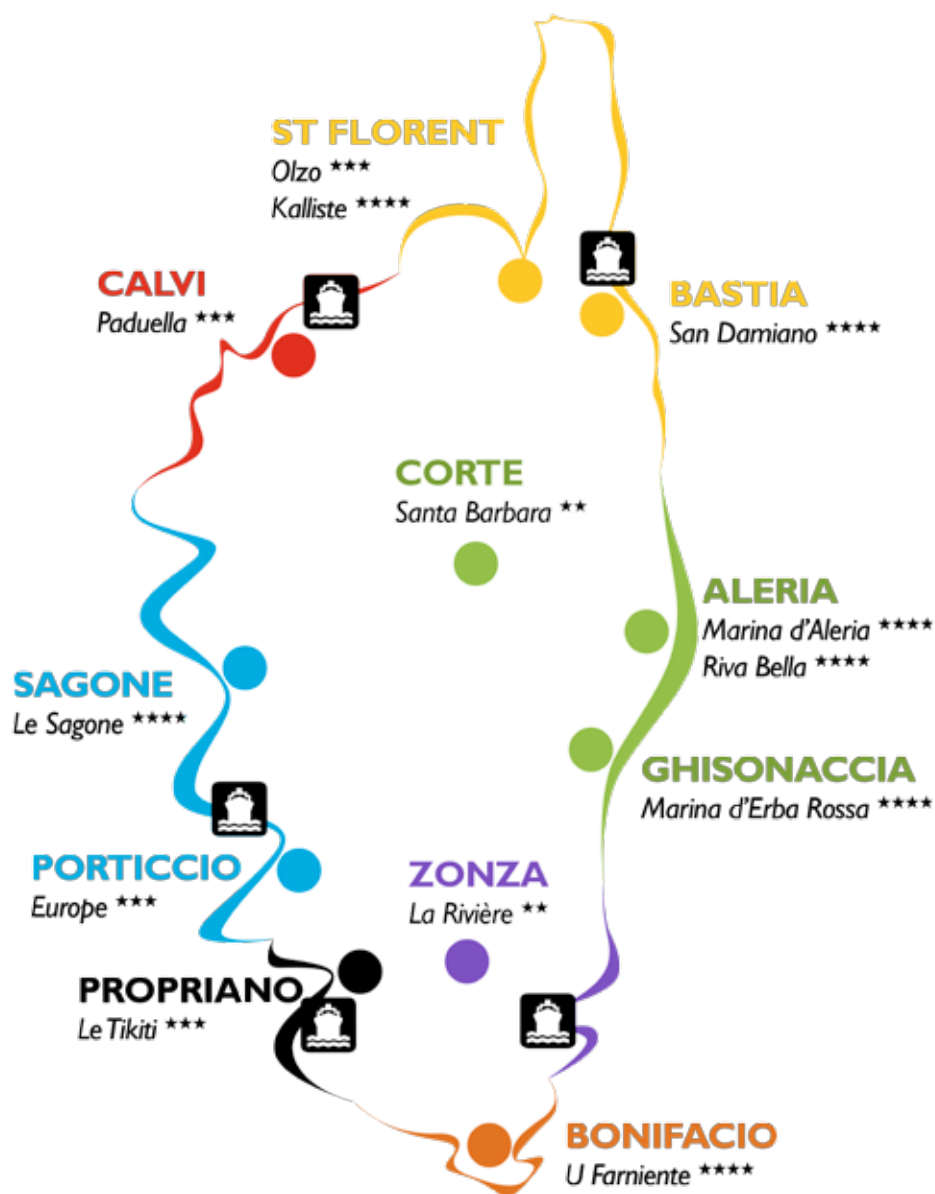 ST FLORENT
Olzo ★★★
Kalliste ★★★★
CALVI
Paduella ★★★
BASTIA
San Damiano ★★★★
CORTE
Santa Barbara ★★
ALERIA
Marina d'Aleria ★★★★
Riva Bella ★★★★
SAGONE
Le Sagone ★★★★
GHISONACCIA
Marina d'Erba Rossa ★★★★
PORTICCIO
Europe ★★★
ZONZA
La Rivière ★★
PROPRIANO
Le Tikiti ★★★
BONIFACIO
U Farniente ★★★★